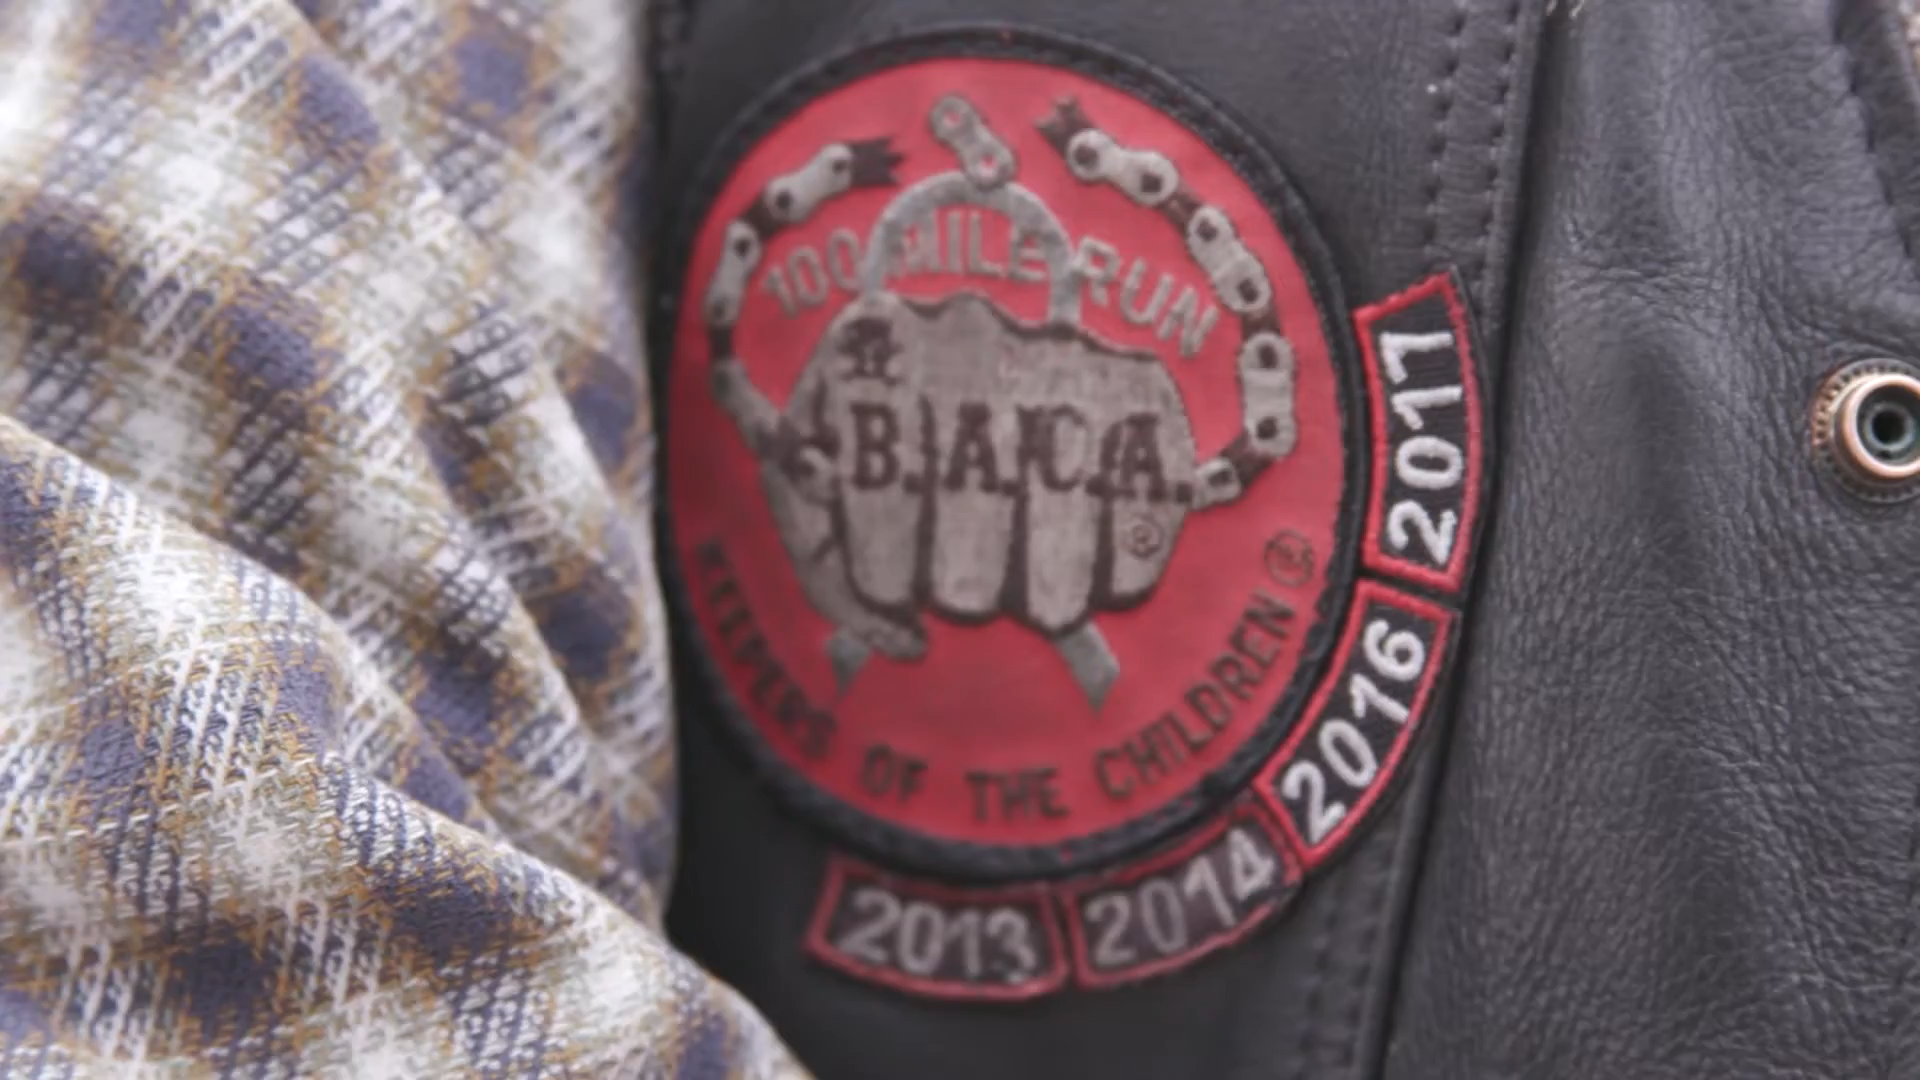 100 MILE RUN
B.A.C.A.
KEEPERS OF THE CHILDREN ®
2013
2014
2016
2017